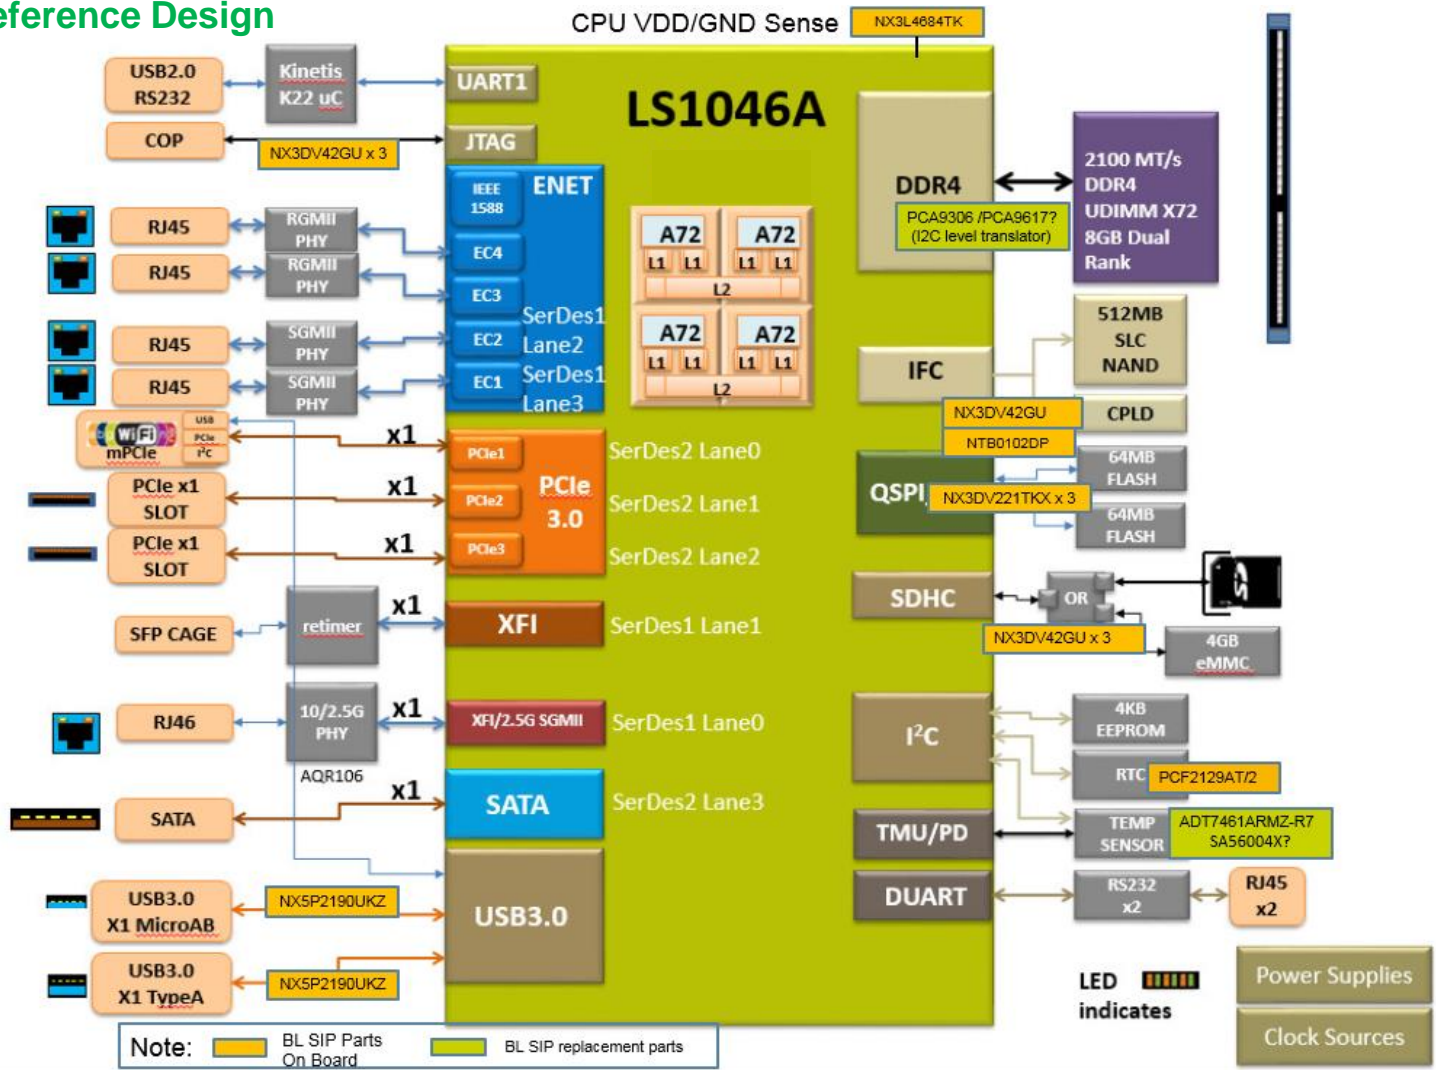 eference Design
CPU VDD/GND Sense
NX3L4684TK
USB2.0
RS232
Kinetis
K22 uC
UART1
LS1046A
COP
NX3DV42GU x 3
JTAG
DDR4
2100 MT/s
DDR4
UDIMM X72
8GB Dual
Rank
PCA9306 /PCA9617?
(I2C level translator)
IEEE
1588
ENET
RJ45
RGMII
PHY
EC4
RJ45
RGMII
PHY
EC3
SerDes1
Lane2
RJ45
SGMII
PHY
EC2
RJ45
SGMII
PHY
EC1
SerDes1
Lane3
A72
A72
L1
L1
L1
L1
L2
A72
A72
L1
L1
L1
L1
L2
IFC
512MB
SLC
NAND
NX3DV42GU
CPLD
NTB0102DP
QSPI
64MB
FLASH
NX3DV221TKX x 3
64MB
FLASH
WiFi
mPCIe
USB
PCIe
I²C
x1
PCIe1
SerDes2 Lane0
PCIe x1
SLOT
x1
PCIe2
PCIe
3.0
SerDes2 Lane1
PCIe x1
SLOT
x1
PCIe3
SerDes2 Lane2
SFP CAGE
retimer
x1
XFI
SerDes1 Lane1
SDHC
OR
NX3DV42GU x 3
4GB
eMMC
RJ46
10/2.5G
PHY
AQR106
x1
XFI/2.5G SGMII
SerDes1 Lane0
I²C
4KB
EEPROM
RTC
PCF2129AT/2
SATA
x1
SATA
SerDes2 Lane3
TMU/PD
TEMP
SENSOR
ADT7461ARMZ-R7
SA56004X?
DUART
RS232
x2
RJ45
x2
USB3.0
X1 MicroAB
NX5P2190UKZ
USB3.0
USB3.0
X1 TypeA
NX5P2190UKZ
LED
indicates
Power Supplies
Clock Sources
Note:
BL SIP Parts
On Board
BL SIP replacement parts